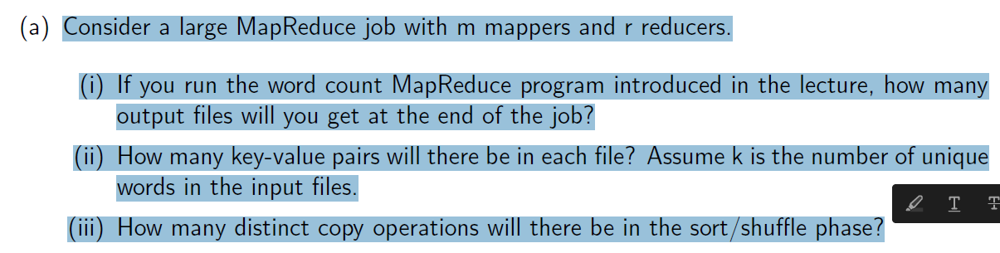 (a) Consider a large MapReduce job with m mappers and r reducers.
(i) If you run the word count MapReduce program introduced in the lecture, how many
output files will you get at the end of the job?
(ii) How many key-value pairs will there be in each file? Assume k is the number of unique
words in the input files.
(iii) How many distinct copy operations will there be in the sort/shuffle phase?